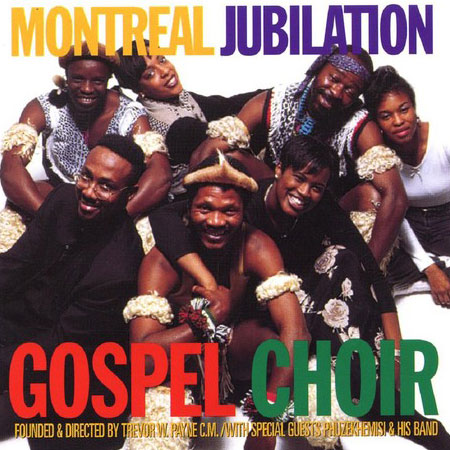 MONTREAL JUBILATION
GOSPEL CHOIR
FOUNDED & DIRECTED BY TREVOR W. PAYNE C.M./WITH SPECIAL GUESTS PHUZEKHEMISI & HIS BAND